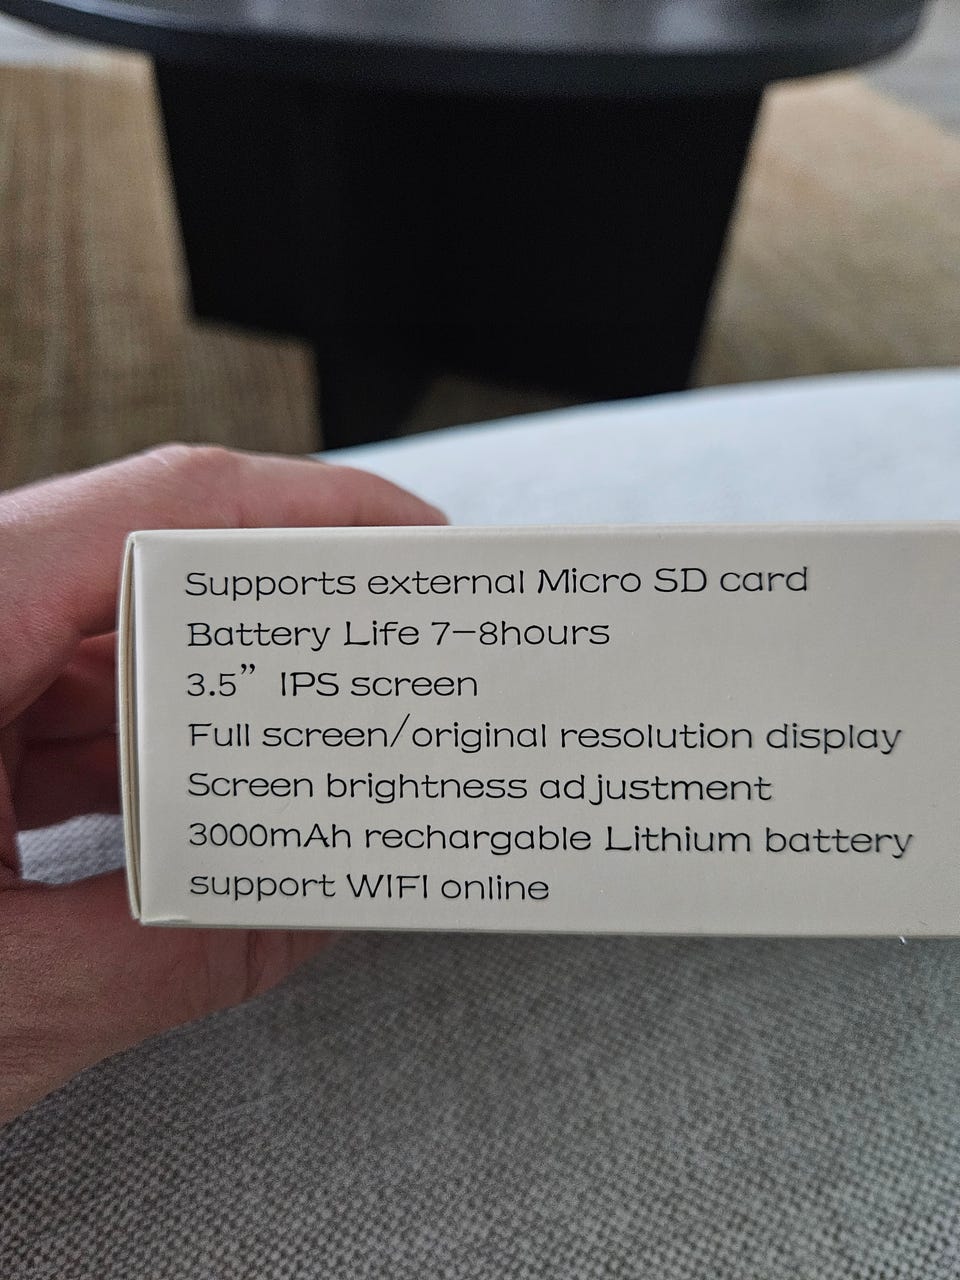 Supports external Micro SD card
Battery Life 7–8hours
3.5” IPS screen
Full screen/original resolution display
Screen brightness adjustment
3000mAh rechargable Lithium battery
support WIFI online